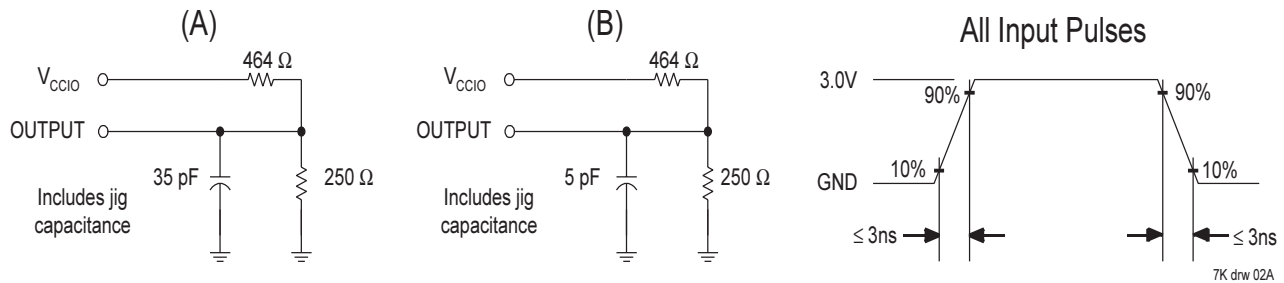 (A)
464 Ω
VCCIO
OUTPUT
35 pF
250 Ω
Includes jig
capacitance
(B)
464 Ω
VCCIO
OUTPUT
5 pF
250 Ω
Includes jig
capacitance
All Input Pulses
3.0V
90%
90%
10%
10%
GND
≤ 3ns
≤ 3ns
7K drw 02A